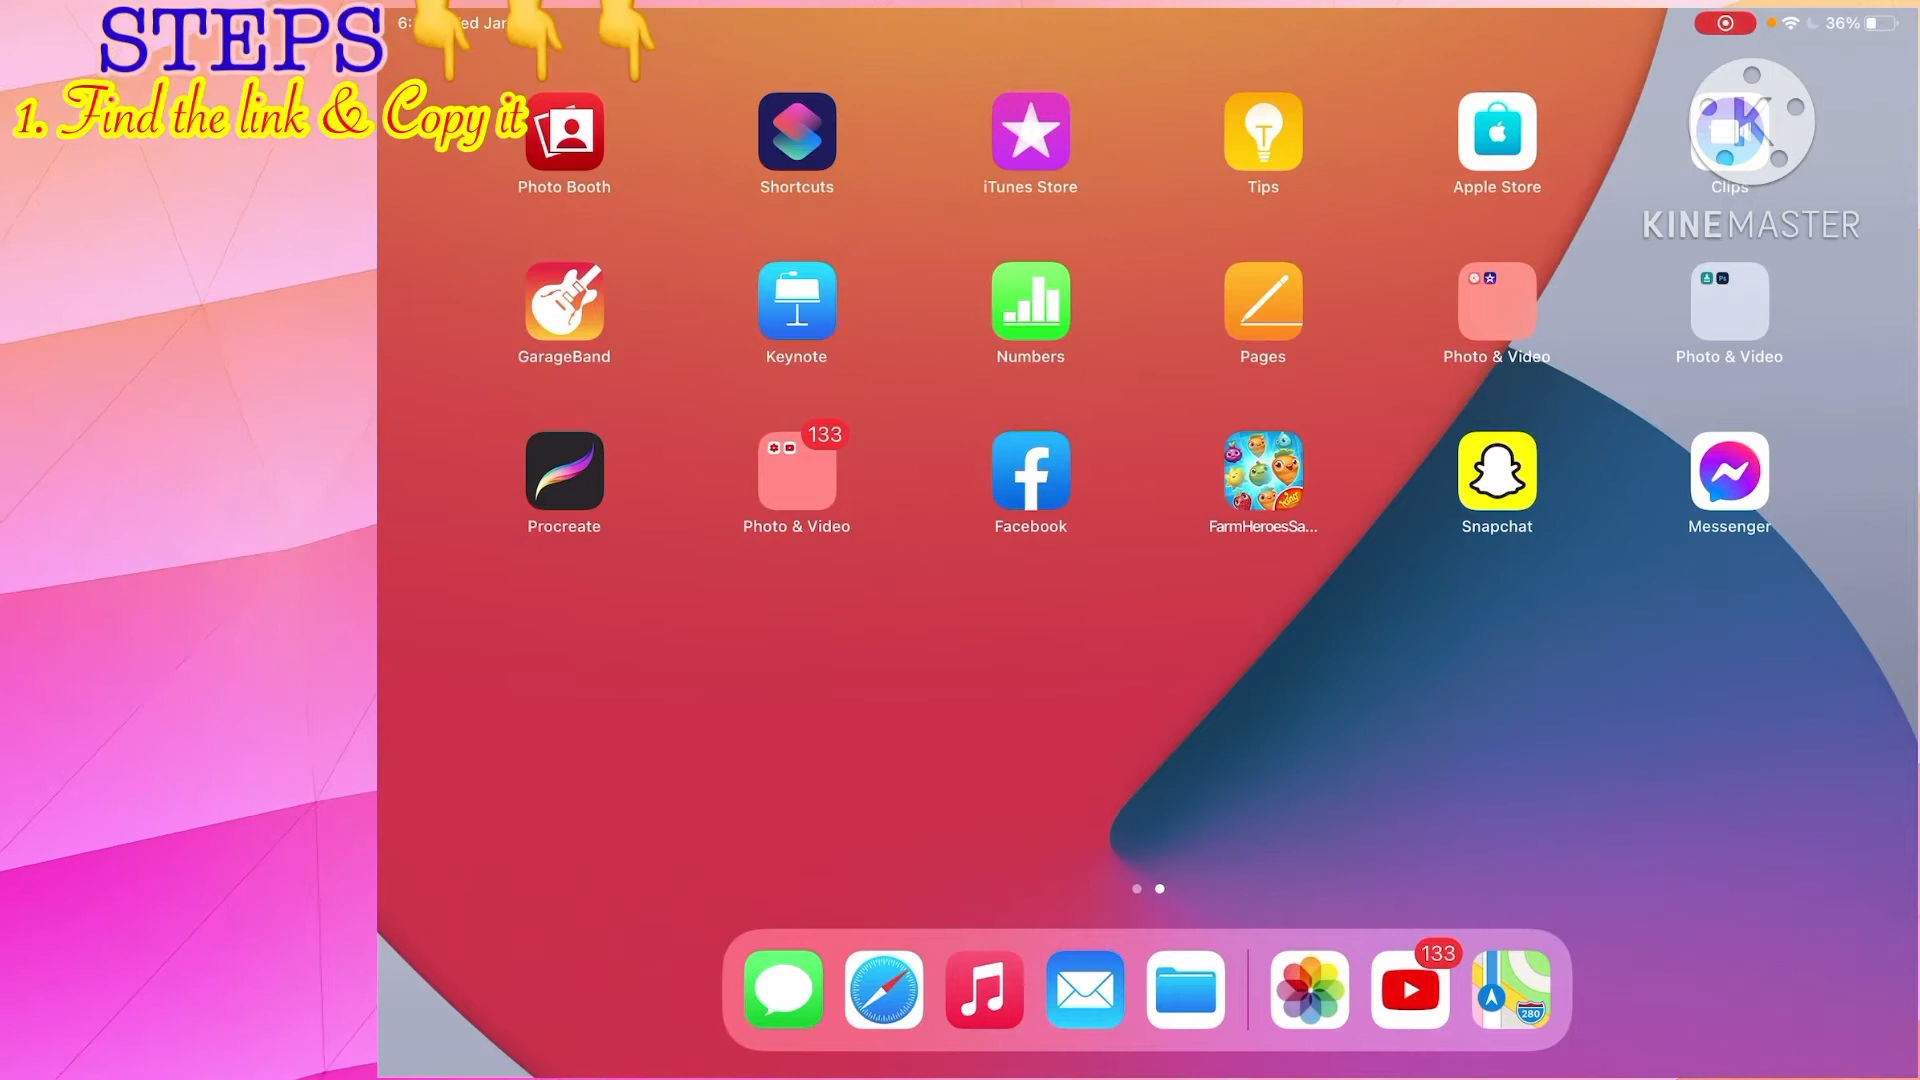 STEPS
1. Find the link & Copy it
36%
KINEMASTER
Photo Booth
Shortcuts
iTunes Store
Tips
Apple Store
Clips
GarageBand
Keynote
Numbers
Pages
Photo & Video
Photo & Video
133
Procreate
Photo & Video
Facebook
FarmHeroesSa...
Snapchat
Messenger
133
280